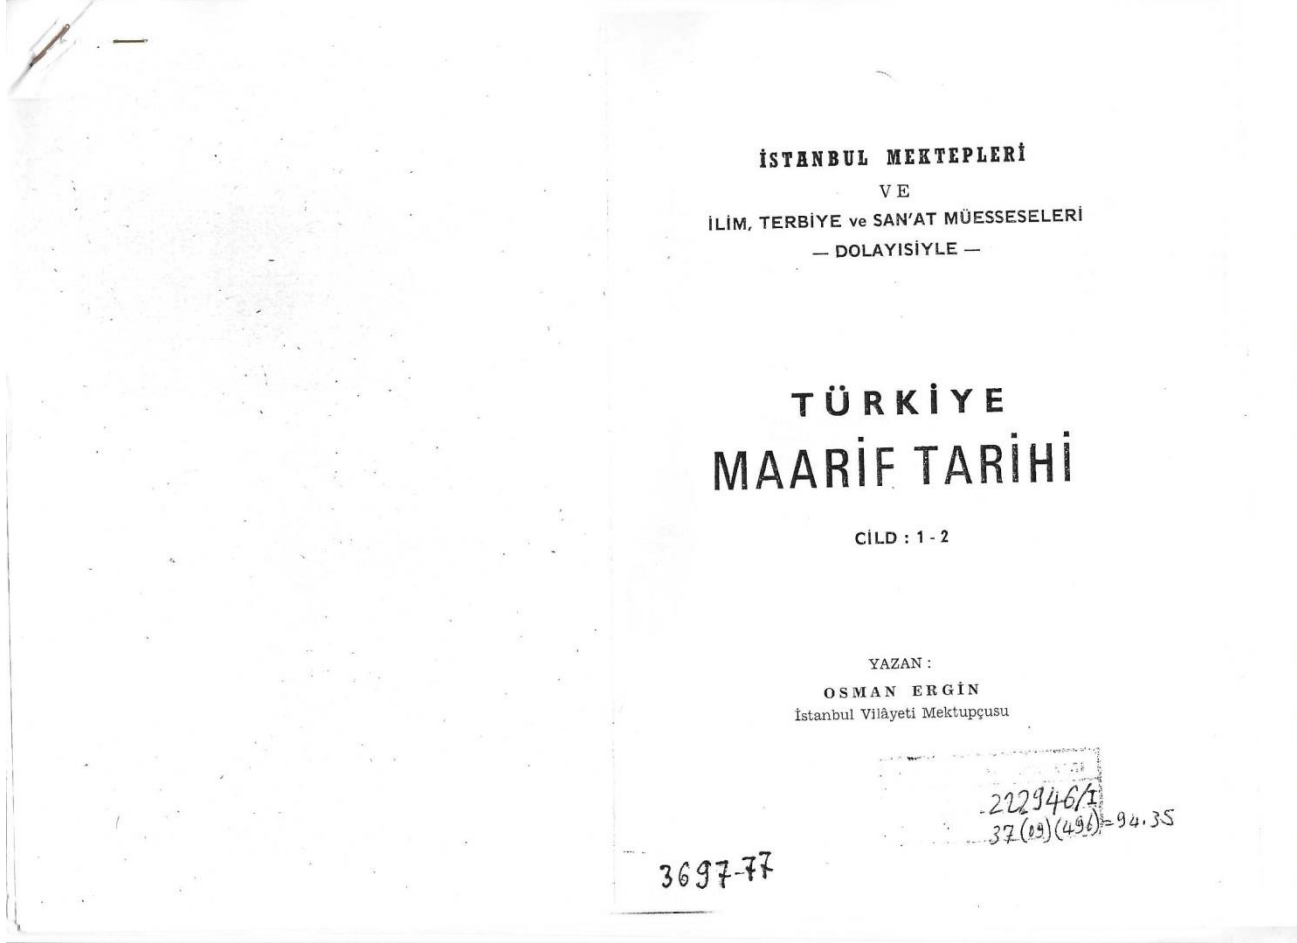 İSTANBUL MEKTEPLERİ
VE
İLİM, TERBİYE ve SAN'AT MÜESSESELERİ
— DOLAYISİYLE —
TÜRKİYE
MAARİF TARİHİ
CİLD : 1 - 2
YAZAN :
OSMAN ERGİN
İstanbul Vilâyeti Mektupçusu
222946/I
37(09)(496)=94.35
3697-77